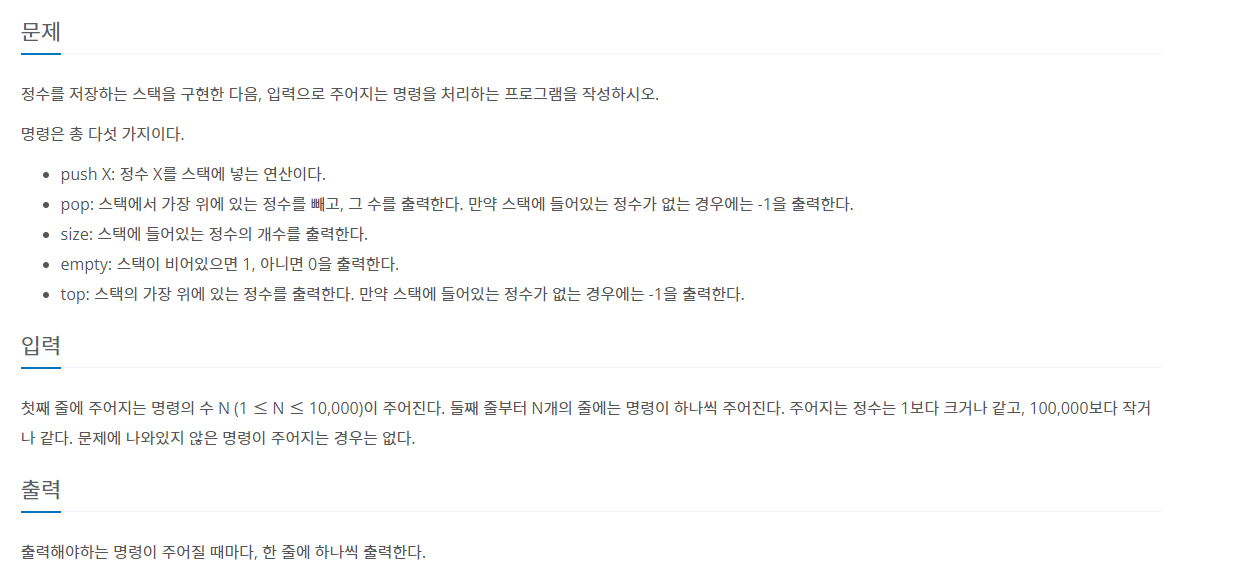 문제
정수를 저장하는 스택을 구현한 다음, 입력으로 주어지는 명령을 처리하는 프로그램을 작성하시오.
명령은 총 다섯 가지이다.
push X: 정수 X를 스택에 넣는 연산이다.
pop: 스택에서 가장 위에 있는 정수를 빼고, 그 수를 출력한다. 만약 스택에 들어있는 정수가 없는 경우에는 -1을 출력한다.
size: 스택에 들어있는 정수의 개수를 출력한다.
empty: 스택이 비어있으면 1, 아니면 0을 출력한다.
top: 스택의 가장 위에 있는 정수를 출력한다. 만약 스택에 들어있는 정수가 없는 경우에는 -1을 출력한다.
입력
첫째 줄에 주어지는 명령의 수 N (1 ≤ N ≤ 10,000)이 주어진다. 둘째 줄부터 N개의 줄에는 명령이 하나씩 주어진다. 주어지는 정수는 1보다 크거나 같고, 100,000보다 작거
나 같다. 문제에 나와있지 않은 명령이 주어지는 경우는 없다.
출력
출력해야하는 명령이 주어질 때마다, 한 줄에 하나씩 출력한다.